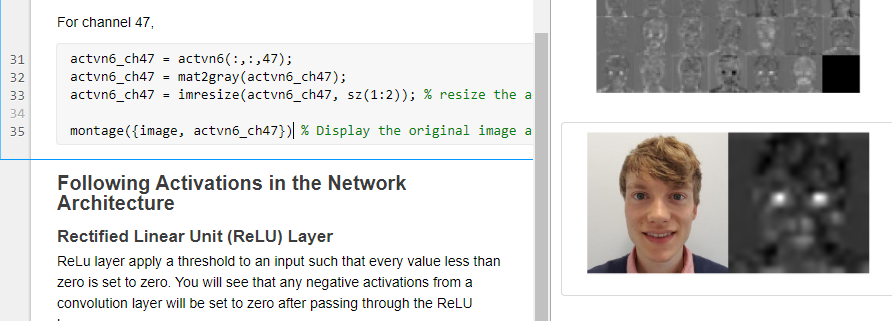 For channel 47,
31 actvn6_ch47 = actvn6(:,:,47);
32 actvn6_ch47 = mat2gray(actvn6_ch47);
33 actvn6_ch47 = imresize(actvn6_ch47, sz(1:2)); % resize the a
34
35 montage({image, actvn6_ch47}) % Display the original image a
Following Activations in the Network
Architecture
Rectified Linear Unit (ReLU) Layer
ReLu layer apply a threshold to an input such that every value less than
zero is set to zero. You will see that any negative activations from a
convolution layer will be set to zero after passing through the ReLU